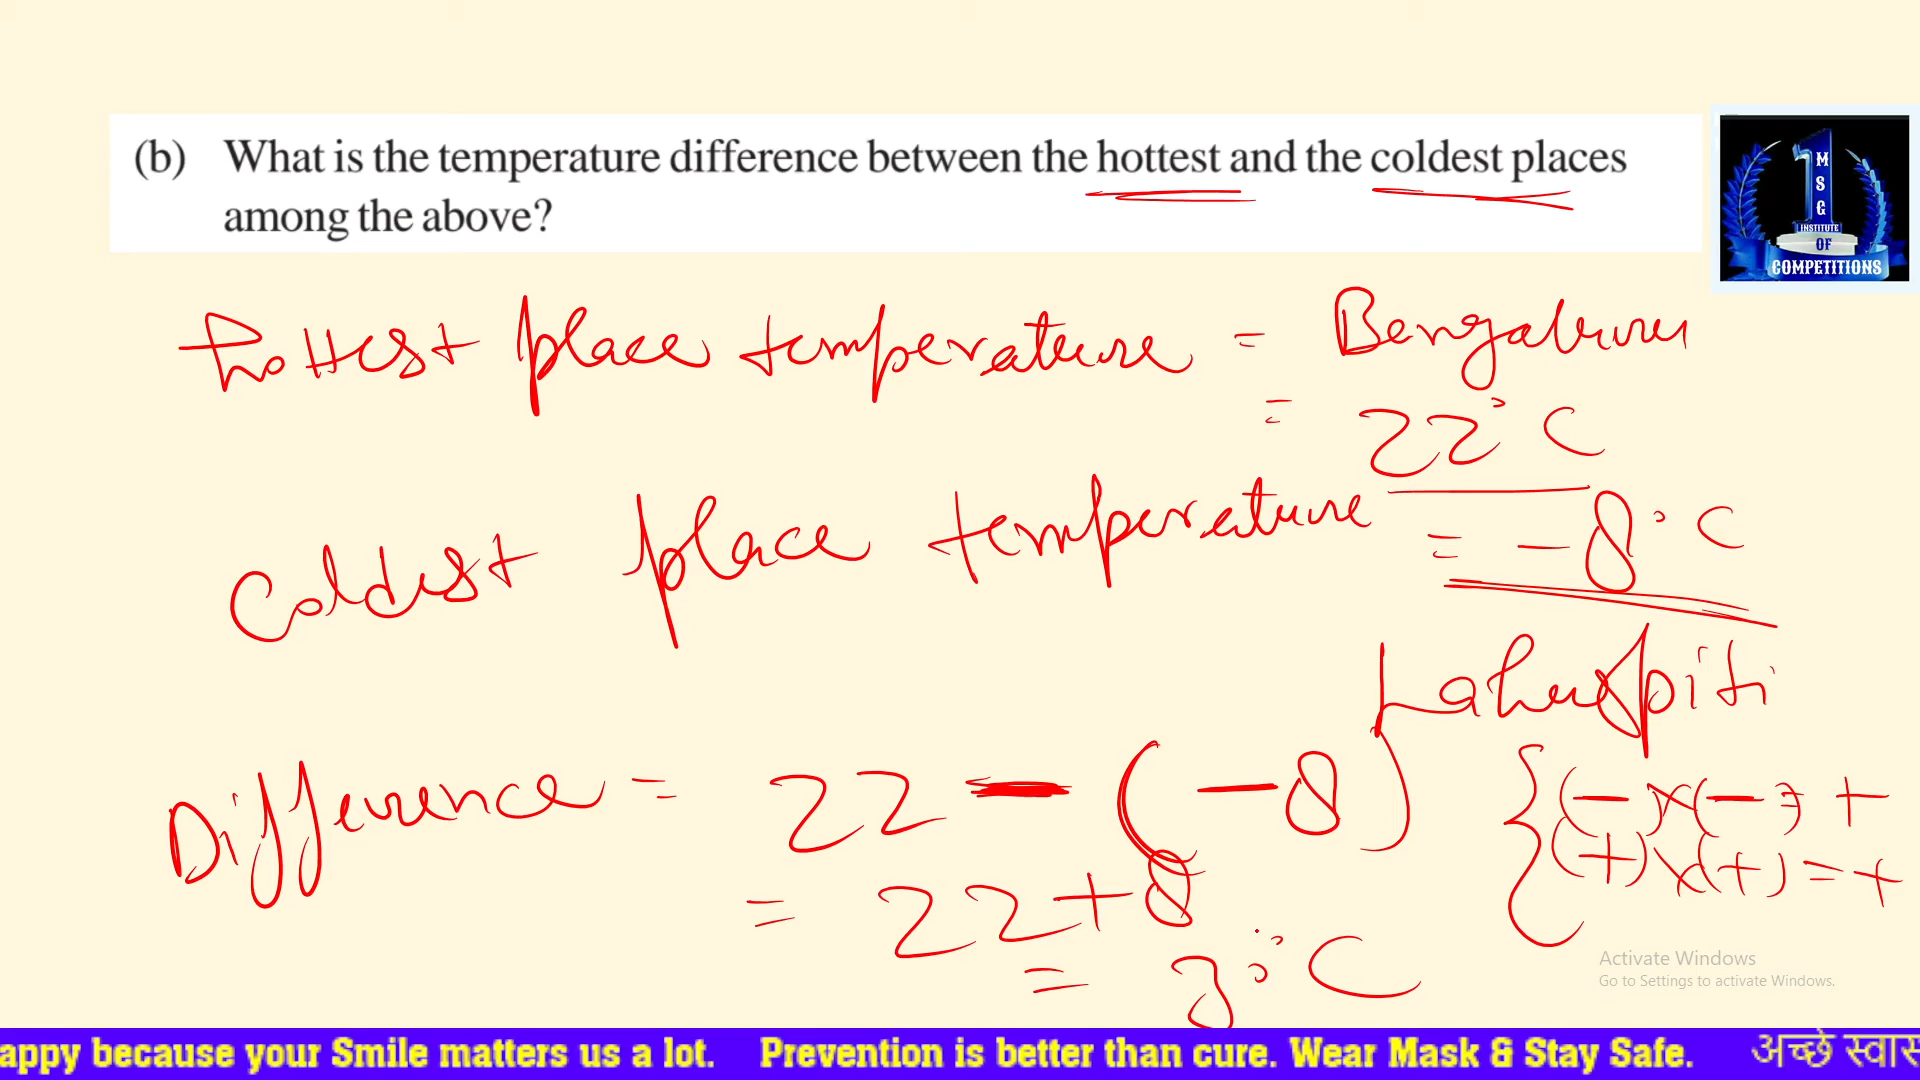 (b) What is the temperature difference between the hottest and the coldest places
among the above?
M
S
G
INSTITUTE
OF
COMPETITIONS
hottest place temperature = Bengaluru
= 22°C
Coldest place temperature = -8°C
Lahuspiti
Difference = 22 - (-8)
{(-)×(-)= +
(+)×(+) = +
= 22+8
= 30°C
Activate Windows
Go to Settings to activate Windows.
appy because your Smile matters us a lot. Prevention is better than cure. Wear Mask & Stay Safe. अच्छे स्वास